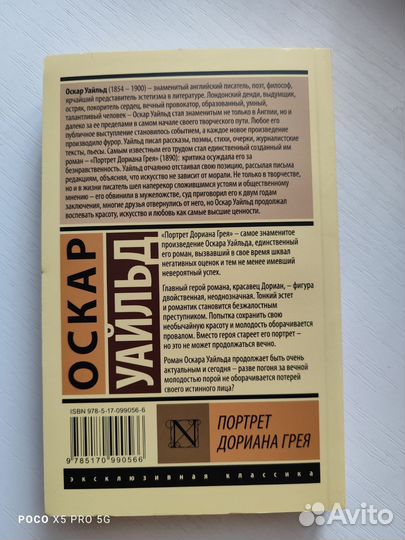 Оскар Уайльд (1854 – 1900) – знаменитый английский писатель, поэт, философ,
ярчайший представитель эстетизма в литературе. Лондонский денди, выдумщик,
остряк, покоритель сердец, вечный провокатор, образованный, умный,
талантливый человек – Оскар Уайльд стал знаменитым не только в Англии, но и
далеко за ее пределами в самом начале своего творческого пути. Любое его
публичное выступление становилось событием, а каждое новое произведение
производило фурор. Уайльд писал рассказы, поэмы, стихи, эссе, журналистские
тексты, пьесы. Самым известным его трудом стал единственный созданный им
роман – «Портрет Дориана Грея» (1890): критика осуждала его за
безнравственность. Уайльд отчаянно отстаивал свою позицию, рассылая письма
редакциям, объясняя, что искусство не зависит от морали. Не только в творчестве,
но и в жизни писатель шел наперекор сложившимся устоям и общественному
мнению – его обвинили в мужеложстве, суд приговорил его к двум годам
заключения, многие друзья отвернулись от него, но Оскар Уайльд продолжал
воспевать красоту, искусство и любовь как самые высшие ценности.
ОСКАР
УАЙЛЬД
«Портрет Дориана Грея» – самое знаменитое
произведение Оскара Уайльда, единственный
его роман, вызвавший в свое время шквал
негативных оценок и тем не менее имевший
невероятный успех.
Главный герой романа, красавец Дориан, – фигура
двойственная, неоднозначная. Тонкий эстет
и романтик становится безжалостным
преступником. Попытка сохранить свою
необычайную красоту и молодость оборачивается
провалом. Вместо героя стареет его портрет –
но это не может продолжаться вечно.
Роман Оскара Уайльда продолжает быть очень
актуальным и сегодня – разве погоня за вечной
молодостью порой не оборачивается потерей
своего истинного лица?
ISBN 978-5-17-099056-6
9 785170 990566
N
ПОРТРЕТ
ДОРИАНА ГРЕЯ
эксклюзивная классика
POCO X5 PRO 5G
Avito